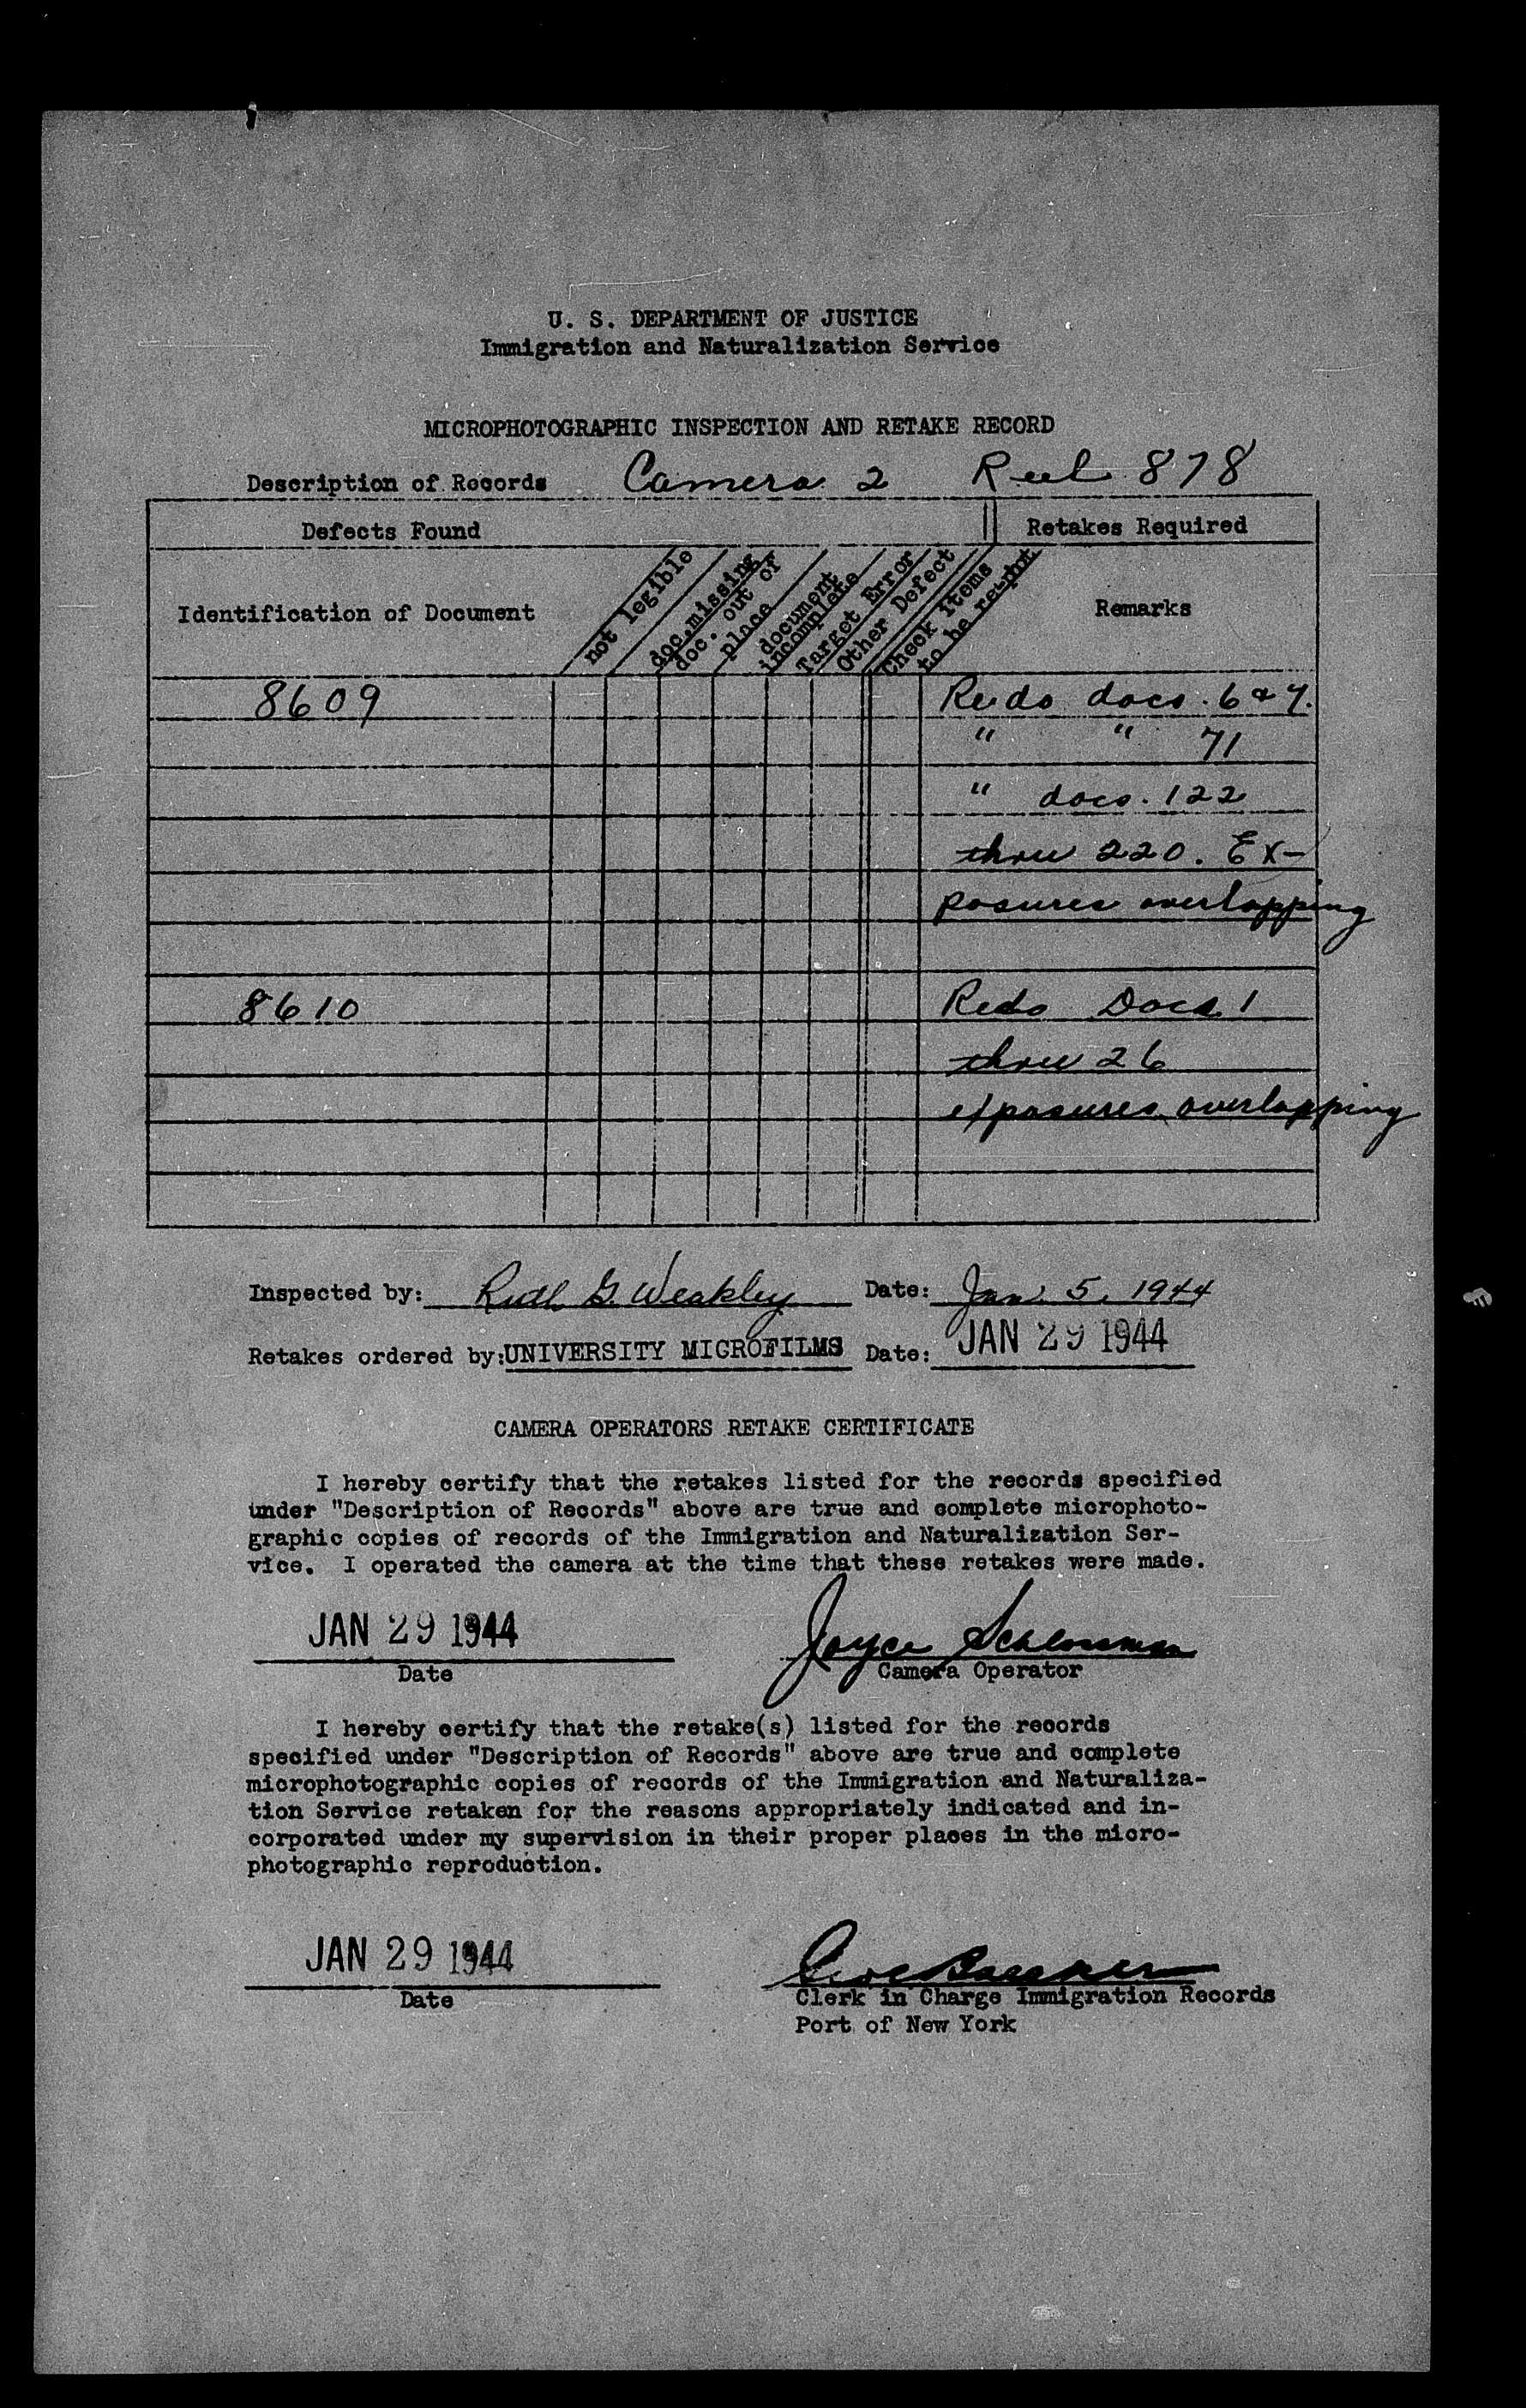 U. S. DEPARTMENT OF JUSTICE
Immigration and Naturalization Service
MICROPHOTOGRAPHIC INSPECTION AND RETAKE RECORD
Description of Records Camera 2 Reel 878
Defects Found Retakes Required
Identification of Document
not legible
doc. missing
doc. out of
place
document
incomplete
Target Error
Other Defect
Check items
to be re-phot
Remarks
8609 Redo docs. 6 & 7.
" " 71
" docs. 122
thru 220. Ex-
posures overlapping
8610 Redo Docs. 1
thru 26
exposures overlapping
Inspected by: Ruth G. Weakley Date: Jan. 5, 1944
Retakes ordered by: UNIVERSITY MICROFILMS Date: JAN 29 1944
CAMERA OPERATORS RETAKE CERTIFICATE
I hereby certify that the retakes listed for the records specified
under "Description of Records" above are true and complete microphoto-
graphic copies of records of the Immigration and Naturalization Ser-
vice. I operated the camera at the time that these retakes were made.
JAN 29 1944 Joyce Schlossman
Date Camera Operator
I hereby certify that the retake(s) listed for the records
specified under "Description of Records" above are true and complete
microphotographic copies of records of the Immigration and Naturaliza-
tion Service retaken for the reasons appropriately indicated and in-
corporated under my supervision in their proper places in the micro-
photographic reproduction.
JAN 29 1944
Date Clerk in Charge Immigration Records
Port of New York